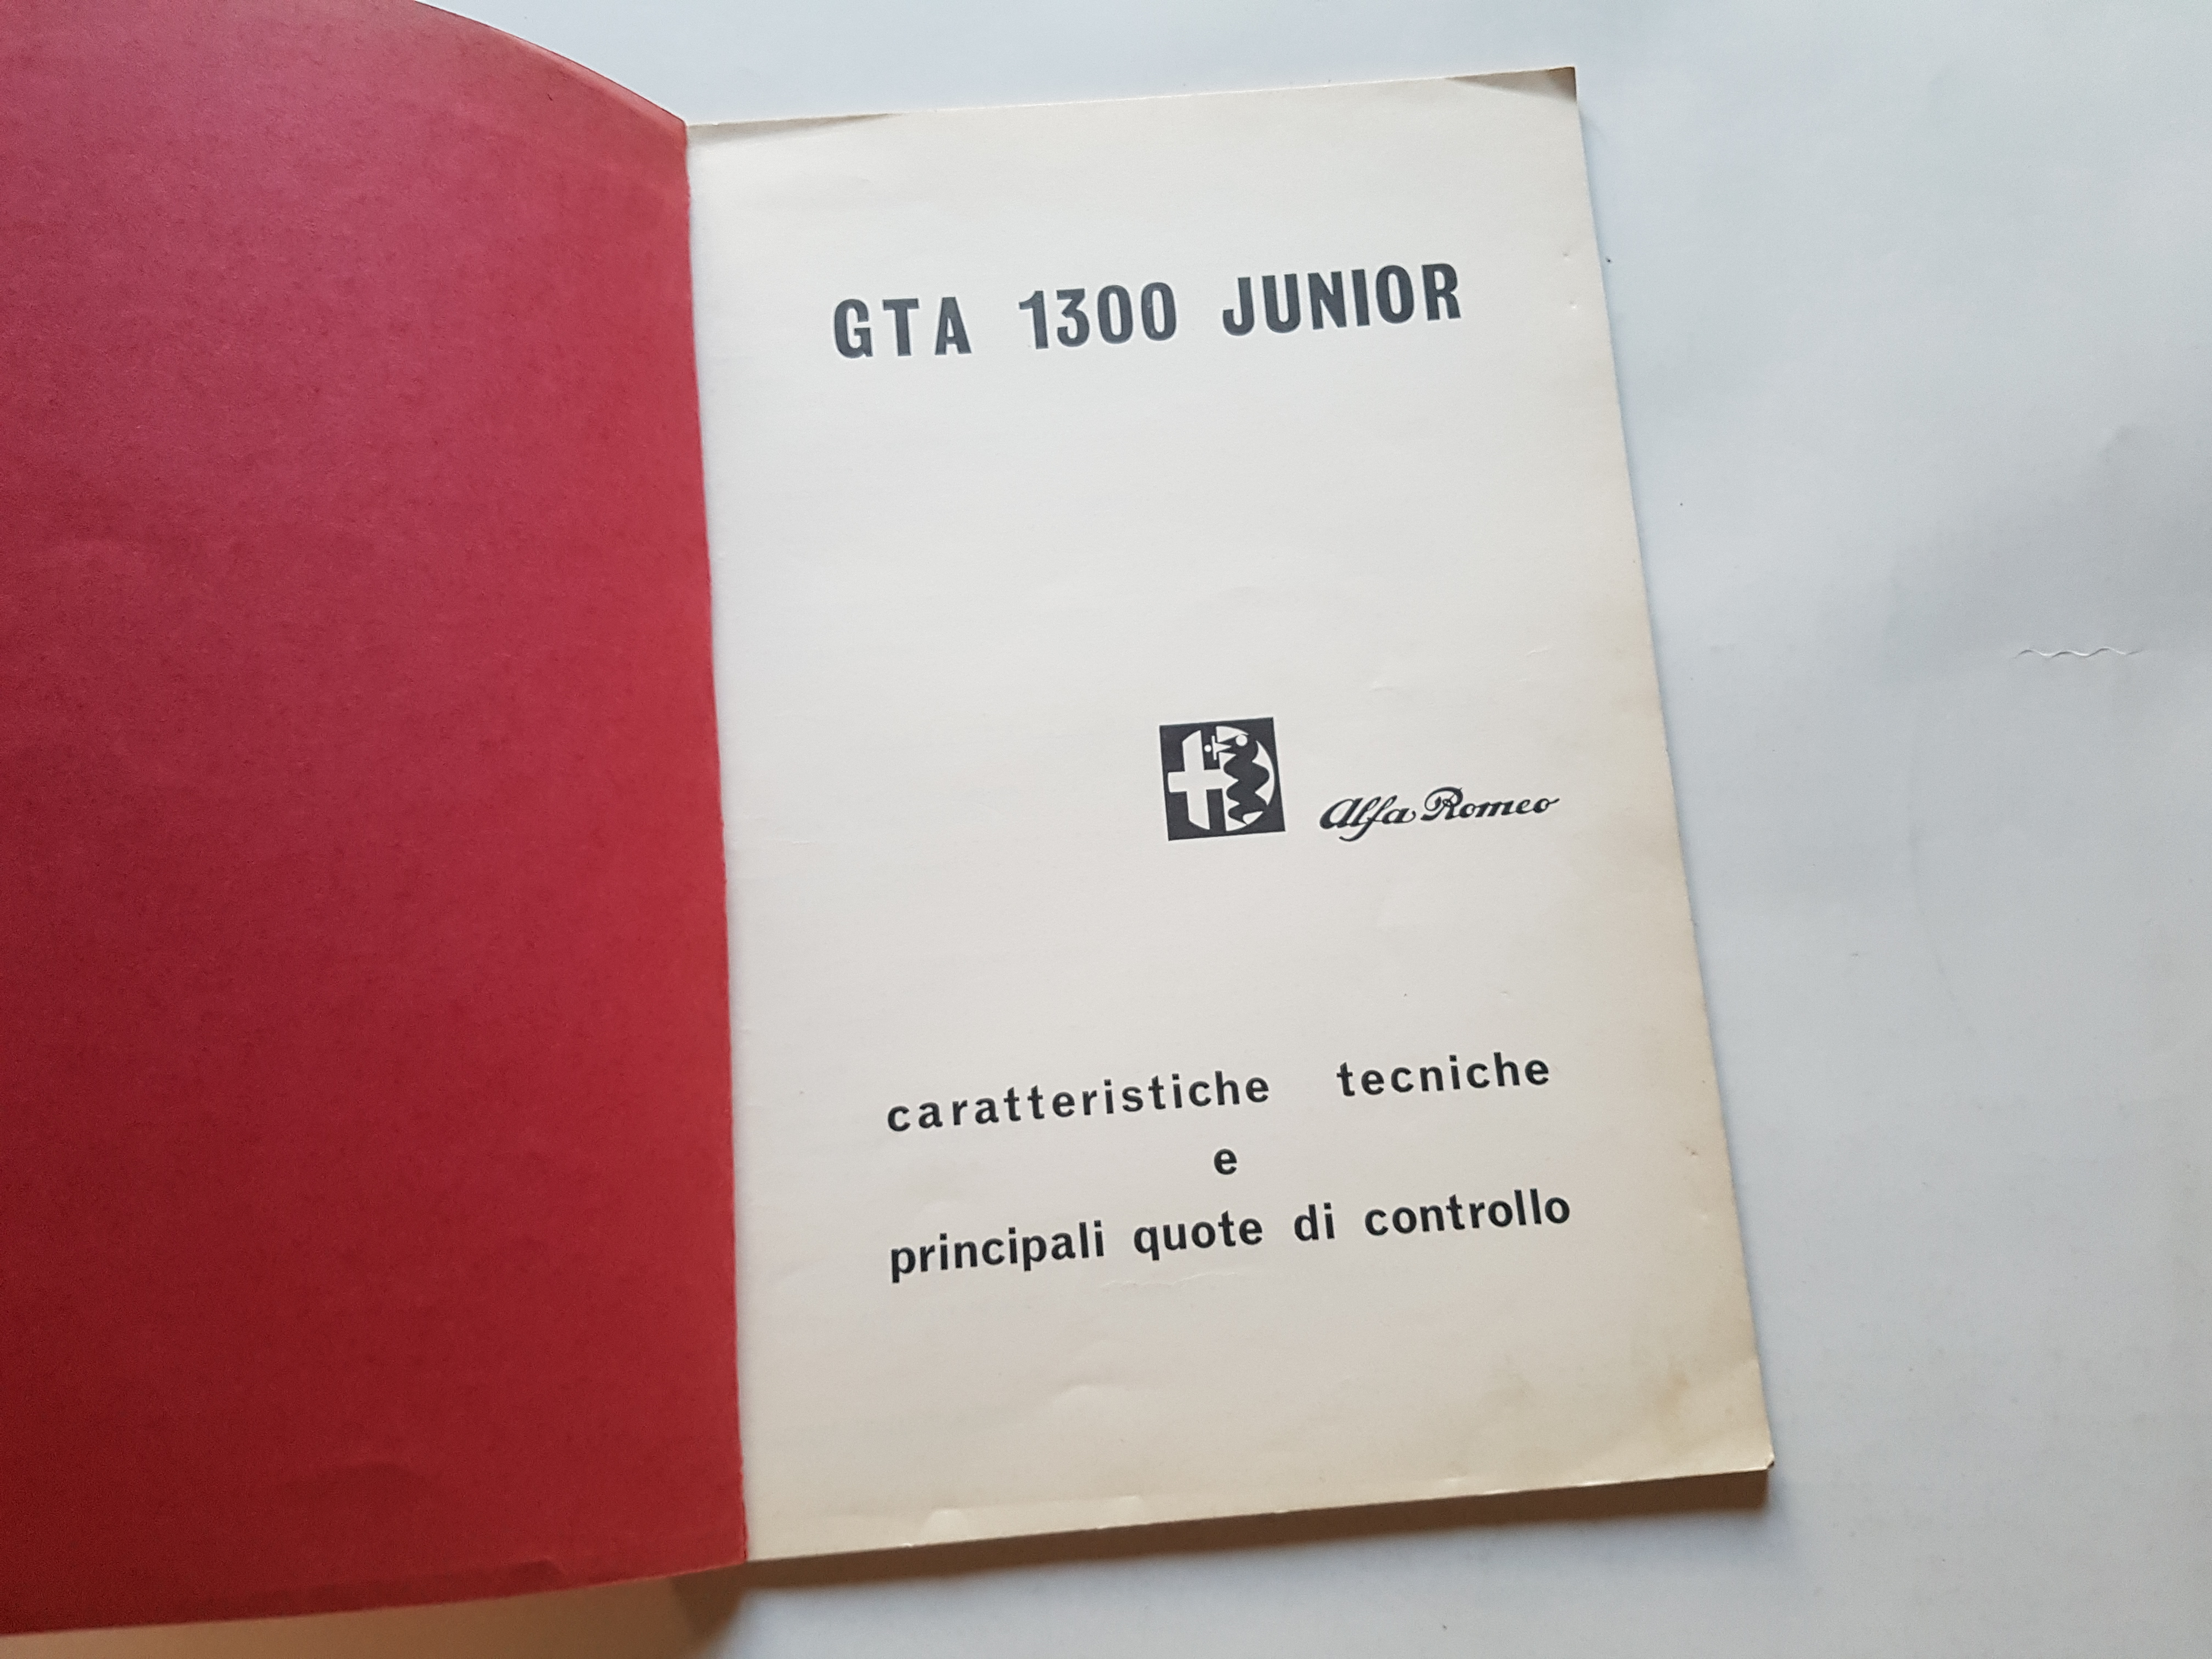 GTA 1300 JUNIOR
Alfa Romeo
caratteristiche tecniche
e
principali quote di controllo